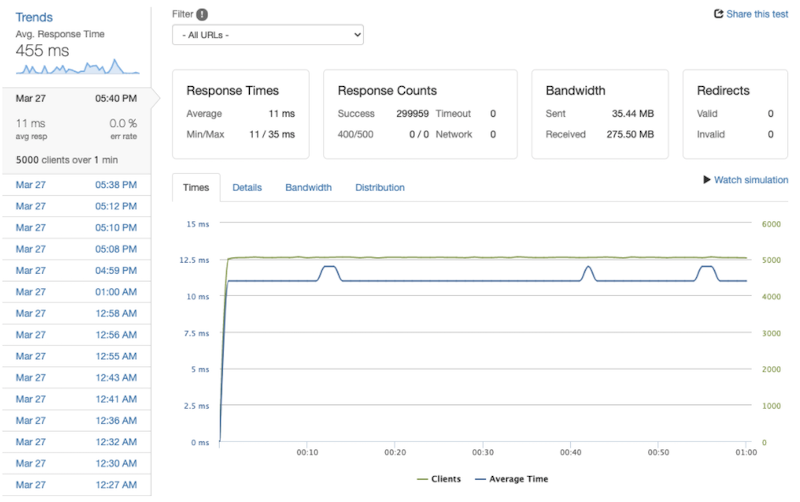 Trends
Avg. Response Time
455 ms
Mar 27 05:40 PM
11 ms 0.0 %
avg resp err rate
5000 clients over 1 min
Mar 27 05:38 PM
Mar 27 05:12 PM
Mar 27 05:10 PM
Mar 27 05:08 PM
Mar 27 04:59 PM
Mar 27 01:00 AM
Mar 27 12:58 AM
Mar 27 12:56 AM
Mar 27 12:55 AM
Mar 27 12:43 AM
Mar 27 12:41 AM
Mar 27 12:36 AM
Mar 27 12:32 AM
Mar 27 12:30 AM
Mar 27 12:27 AM
Filter !
Share this test
- All URLs -
Response Times
Average 11 ms
Min/Max 11 / 35 ms
Response Counts
Success 299959 Timeout 0
400/500 0 / 0 Network 0
Bandwidth
Sent 35.44 MB
Received 275.50 MB
Redirects
Valid 0
Invalid 0
Times Details Bandwidth Distribution
Watch simulation
15 ms 6000
12.5 ms 5000
10 ms 4000
7.5 ms 3000
5 ms 2000
2.5 ms 1000
0 ms 0
00:10 00:20 00:30 00:40 00:50 01:00
Clients Average Time